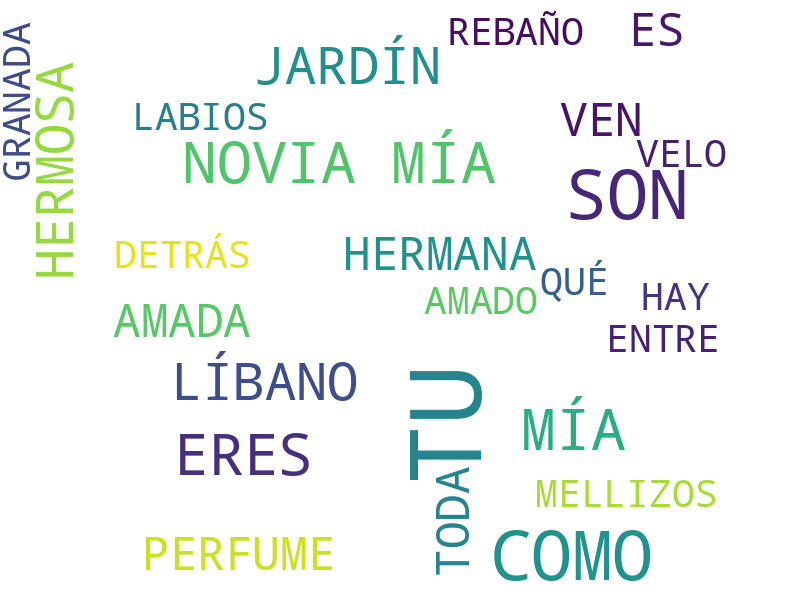 GRANADA
HERMOSA
REBAÑO
ES
JARDÍN
LABIOS
VEN
NOVIA MÍA
VELO
SON
DETRÁS
HERMANA
QUÉ
AMADO
HAY
AMADA
ENTRE
LÍBANO
TU
MÍA
ERES
TODA
MELLIZOS
PERFUME
COMO